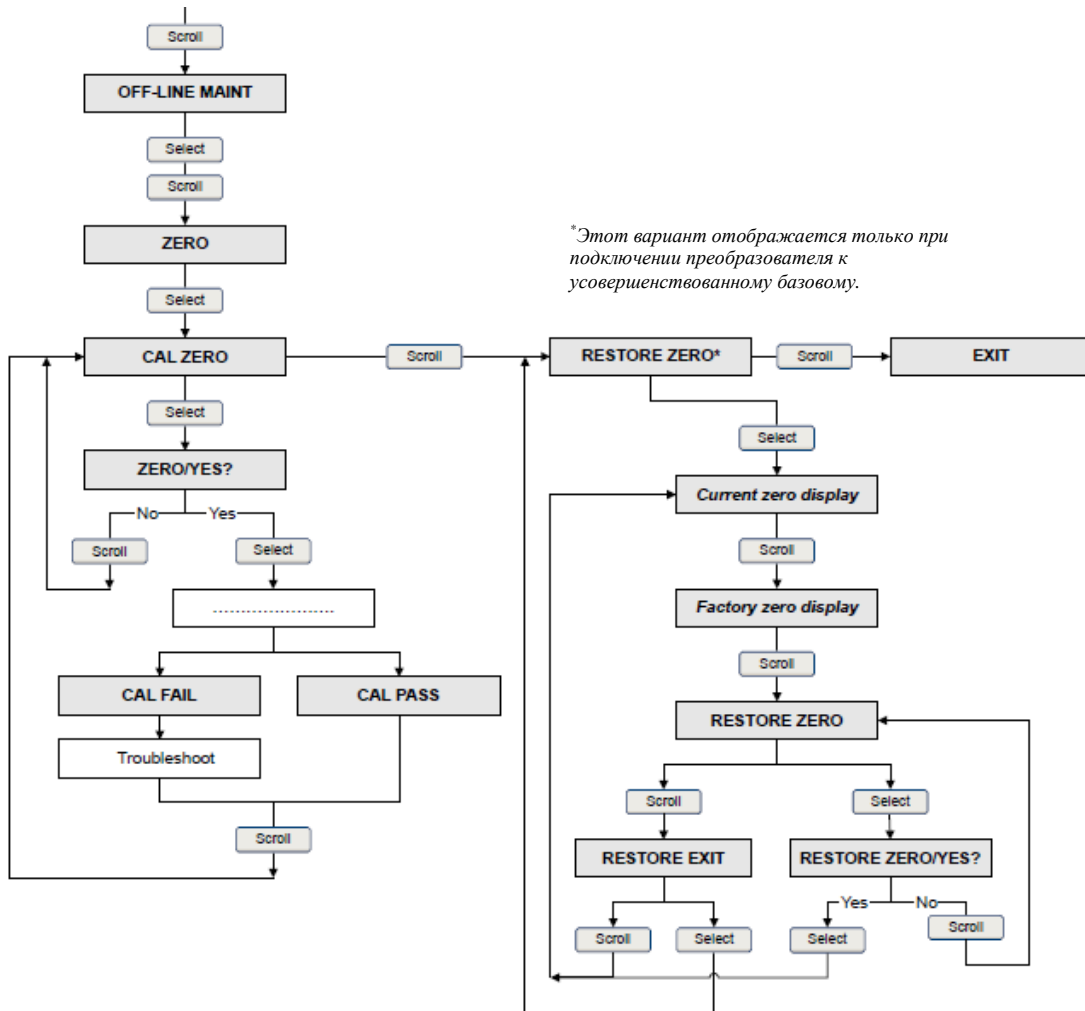 Scroll
OFF-LINE MAINT
Select
Scroll
ZERO
*Этот вариант отображается только при
подключении преобразователя к
усовершенствованному базовому.
Select
CAL ZERO
Scroll
RESTORE ZERO*
Scroll
EXIT
Select
ZERO/YES?
No
Yes
Scroll
Select
.......................
CAL FAIL
CAL PASS
Troubleshoot
Scroll
Select
Current zero display
Scroll
Factory zero display
Scroll
RESTORE ZERO
Scroll
Select
RESTORE EXIT
RESTORE ZERO/YES?
Yes
No
Scroll
Select
Select
Scroll